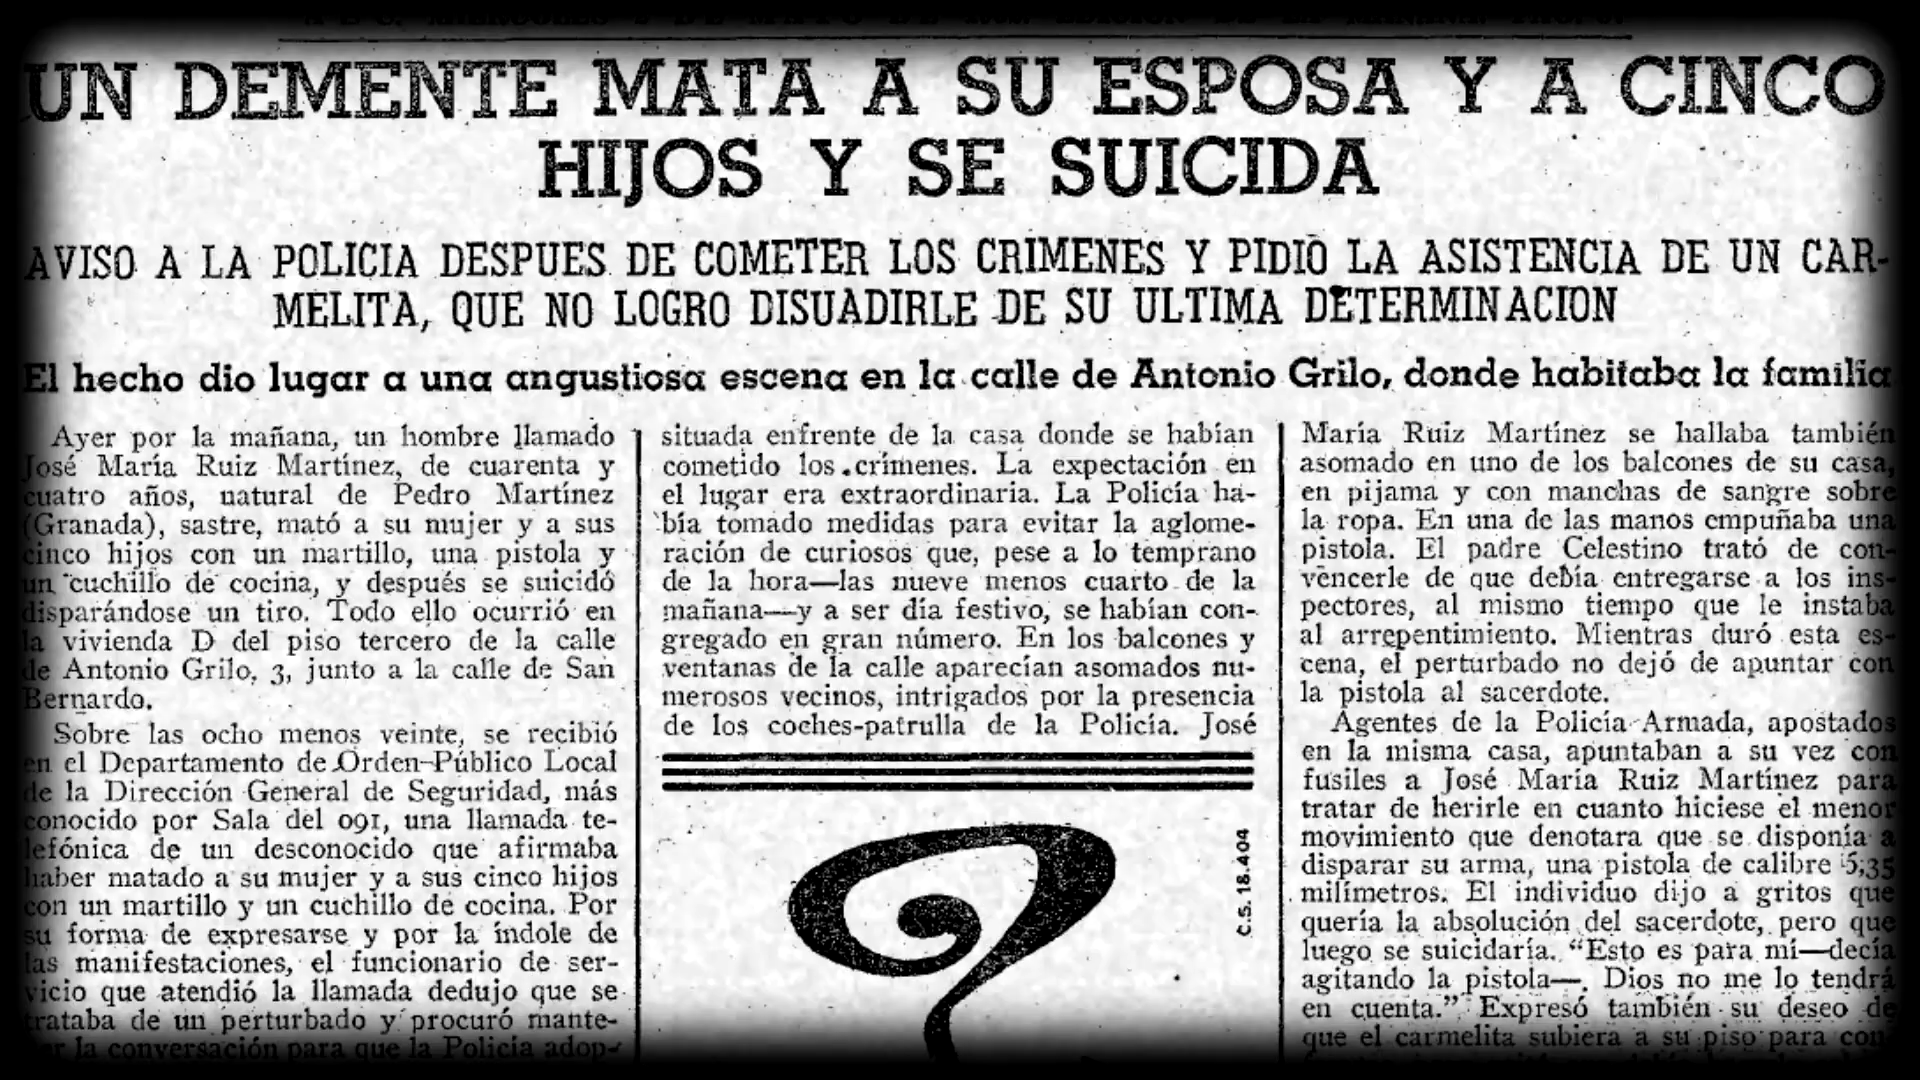 UN DEMENTE MATA A SU ESPOSA Y A CINCO
HIJOS Y SE SUICIDA
AVISO A LA POLICIA DESPUES DE COMETER LOS CRIMENES Y PIDIO LA ASISTENCIA DE UN CAR-
MELITA, QUE NO LOGRO DISUADIRLE DE SU ULTIMA DETERMINACION
El hecho dio lugar a una angustiosa escena en la calle de Antonio Grilo, donde habitaba la familia
Ayer por la mañana, un hombre llamado
José María Ruiz Martínez, de cuarenta y
cuatro años, natural de Pedro Martínez
(Granada), sastre, mató a su mujer y a sus
cinco hijos con un martillo, una pistola y
un cuchillo de cocina, y después se suicidó
disparándose un tiro. Todo ello ocurrió en
la vivienda D del piso tercero de la calle
de Antonio Grilo, 3, junto a la calle de San
Bernardo.
Sobre las ocho menos veinte, se recibió
en el Departamento de Orden Público Local
de la Dirección General de Seguridad, más
conocido por Sala del 091, una llamada te-
lefónica de un desconocido que afirmaba
haber matado a su mujer y a sus cinco hijos
con un martillo y un cuchillo de cocina. Por
su forma de expresarse y por la índole de
las manifestaciones, el funcionario de ser-
vicio que atendió la llamada dedujo que se
trataba de un perturbado y procuró mante-
la conversación para que la Policía adop-
situada enfrente de la casa donde se habían
cometido los crímenes. La expectación en
el lugar era extraordinaria. La Policía ha-
bía tomado medidas para evitar la aglome-
ración de curiosos que, pese a lo temprano
de la hora—las nueve menos cuarto de la
mañana—y a ser día festivo, se habían con-
gregado en gran número. En los balcones y
ventanas de la calle aparecían asomados nu-
merosos vecinos, intrigados por la presencia
de los coches-patrulla de la Policía. José
C.S. 18.404
María Ruiz Martínez se hallaba también
asomado en uno de los balcones de su casa,
en pijama y con manchas de sangre sobre
la ropa. En una de las manos empuñaba una
pistola. El padre Celestino trató de con-
vencerle de que debía entregarse a los ins-
pectores, al mismo tiempo que le instaba
al arrepentimiento. Mientras duró esta es-
cena, el perturbado no dejó de apuntar con
la pistola al sacerdote.
Agentes de la Policía Armada, apostados
en la misma casa, apuntaban a su vez con
fusiles a José María Ruiz Martínez para
tratar de herirle en cuanto hiciese el menor
movimiento que denotara que se disponía a
disparar su arma, una pistola de calibre 5,35
milímetros. El individuo dijo a gritos que
quería la absolución del sacerdote, pero que
luego se suicidaría. “Esto es para mí—decía
agitando la pistola—. Dios no me lo tendrá
en cuenta.” Expresó también su deseo de
que el carmelita subiera a su piso para con-